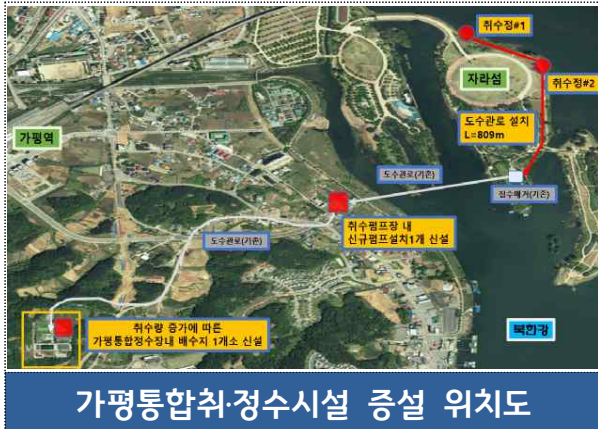 취수정#1
자라섬
취수정#2
도수관로 설치
L=809m
가평역
도수관로(기존)
집수매거(기존)
취수펌프장 내
신규펌프설치1개 신설
도수관로(기존)
북한강
취수량 증가에 따른
가평통합정수장내 배수지 1개소 신설
가평통합취·정수시설 증설 위치도